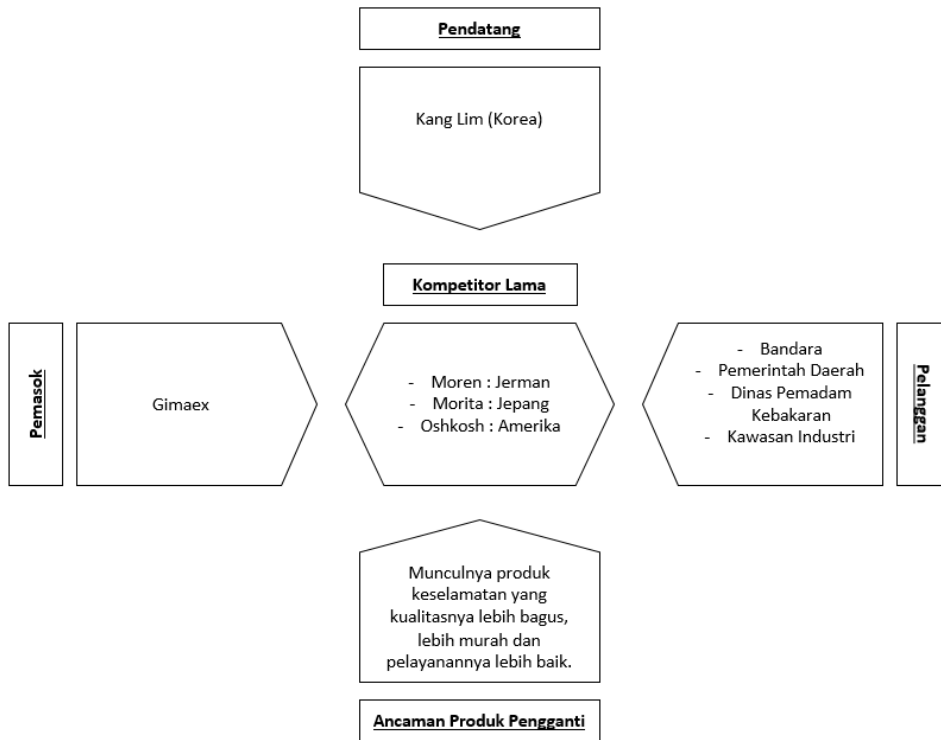 Pendatang
Kang Lim (Korea)
Kompetitor Lama
Pemasok
Gimaex
- Moren : Jerman
- Morita : Jepang
- Oshkosh : Amerika
- Bandara
- Pemerintah Daerah
- Dinas Pemadam
Kebakaran
- Kawasan Industri
Pelanggan
Munculnya produk
keselamatan yang
kualitasnya lebih bagus,
lebih murah dan
pelayanannya lebih baik.
Ancaman Produk Pengganti